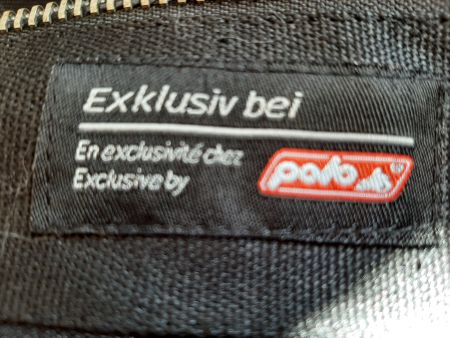 Exklusiv bei
En exclusivité chez
Exclusive by
polo
®